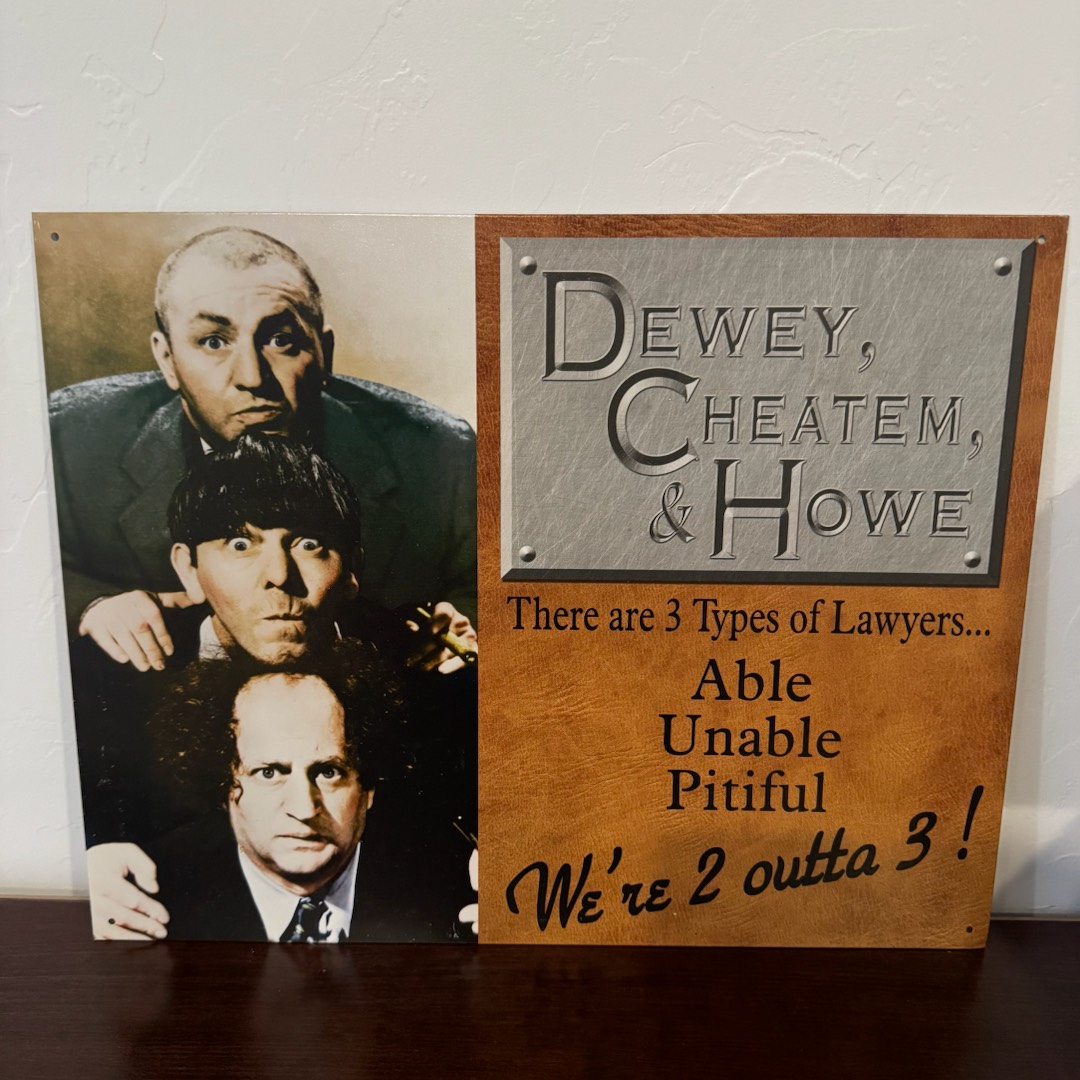 DEWEY,
CHEATEM,
& HOWE
There are 3 Types of Lawyers...
Able
Unable
Pitiful
We're 2 outta 3!